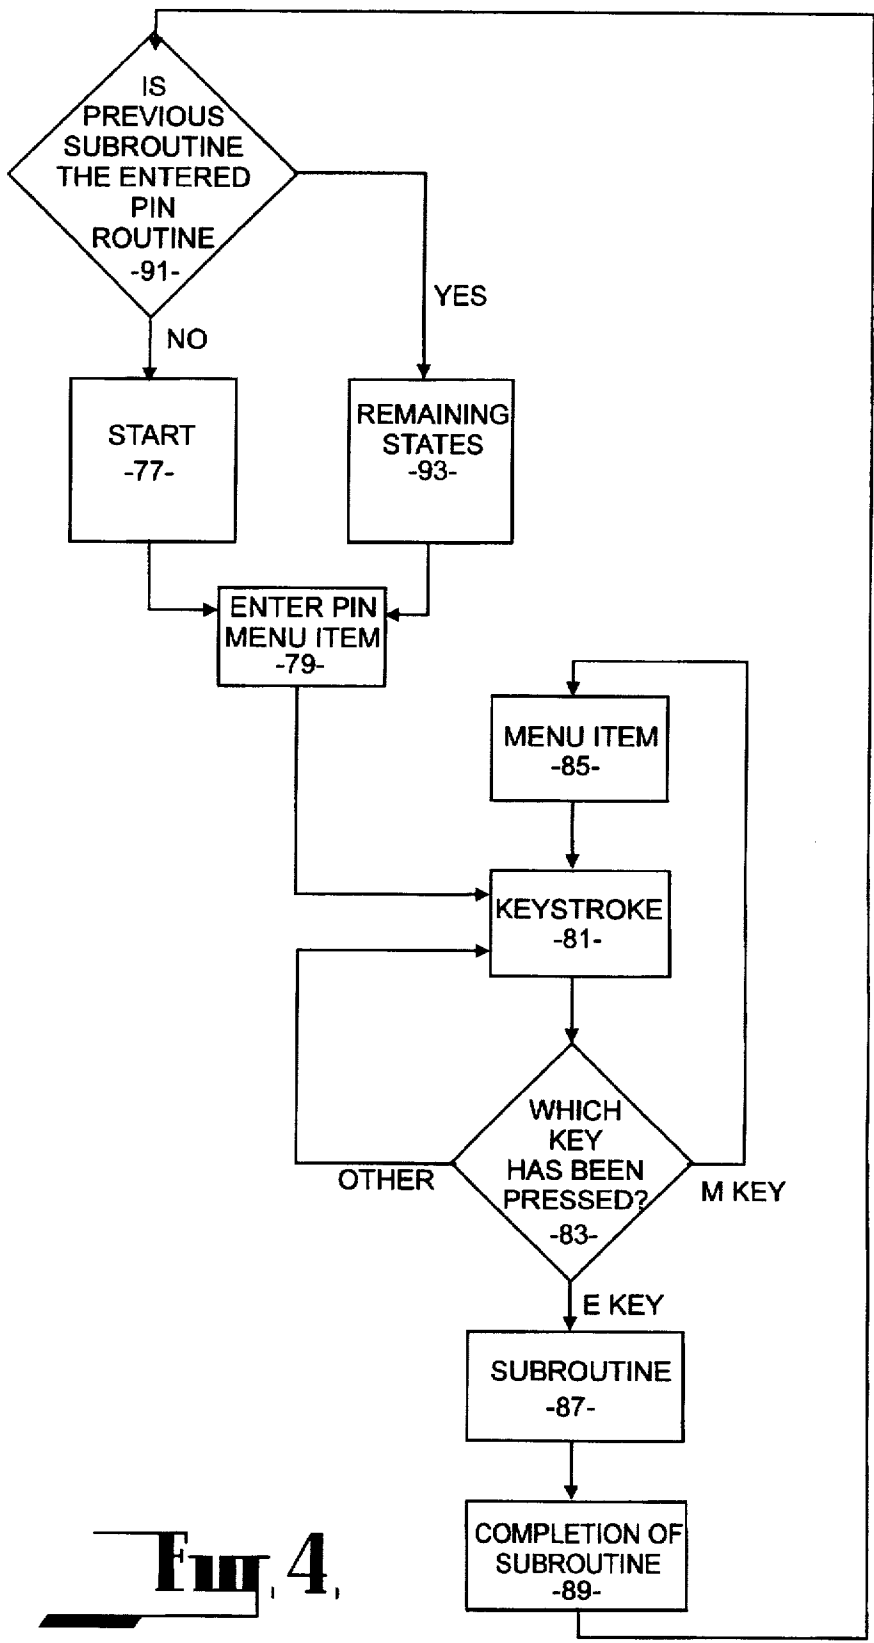 IS
PREVIOUS
SUBROUTINE
THE ENTERED
PIN
ROUTINE
-91-
YES
NO
START
-77-
REMAINING
STATES
-93-
ENTER PIN
MENU ITEM
-79-
MENU ITEM
-85-
KEYSTROKE
-81-
WHICH
KEY
HAS BEEN
PRESSED?
-83-
OTHER
M KEY
E KEY
SUBROUTINE
-87-
COMPLETION OF
SUBROUTINE
-89-
Fig. 4.